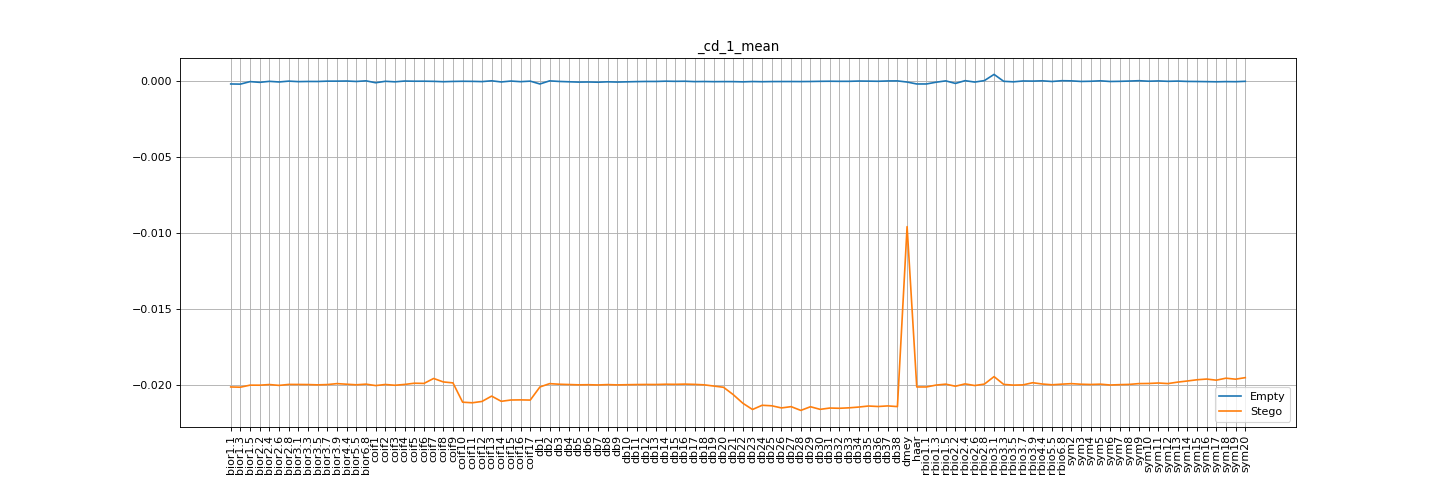 _cd_1_mean
0.000
−0.005
−0.010
−0.015
−0.020
Empty
Stego
bior1.1
bior1.3
bior1.5
bior2.2
bior2.4
bior2.6
bior2.8
bior3.1
bior3.3
bior3.5
bior3.7
bior3.9
bior4.4
bior5.5
bior6.8
coif1
coif2
coif3
coif4
coif5
coif6
coif7
coif8
coif9
coif10
coif11
coif12
coif13
coif14
coif15
coif16
coif17
db1
db2
db3
db4
db5
db6
db7
db8
db9
db10
db11
db12
db13
db14
db15
db16
db17
db18
db19
db20
db21
db22
db23
db24
db25
db26
db27
db28
db29
db30
db31
db32
db33
db34
db35
db36
db37
db38
dmey
haar
rbio1.1
rbio1.3
rbio1.5
rbio2.2
rbio2.4
rbio2.6
rbio2.8
rbio3.1
rbio3.3
rbio3.5
rbio3.7
rbio3.9
rbio4.4
rbio5.5
rbio6.8
sym2
sym3
sym4
sym5
sym6
sym7
sym8
sym9
sym10
sym11
sym12
sym13
sym14
sym15
sym16
sym17
sym18
sym19
sym20